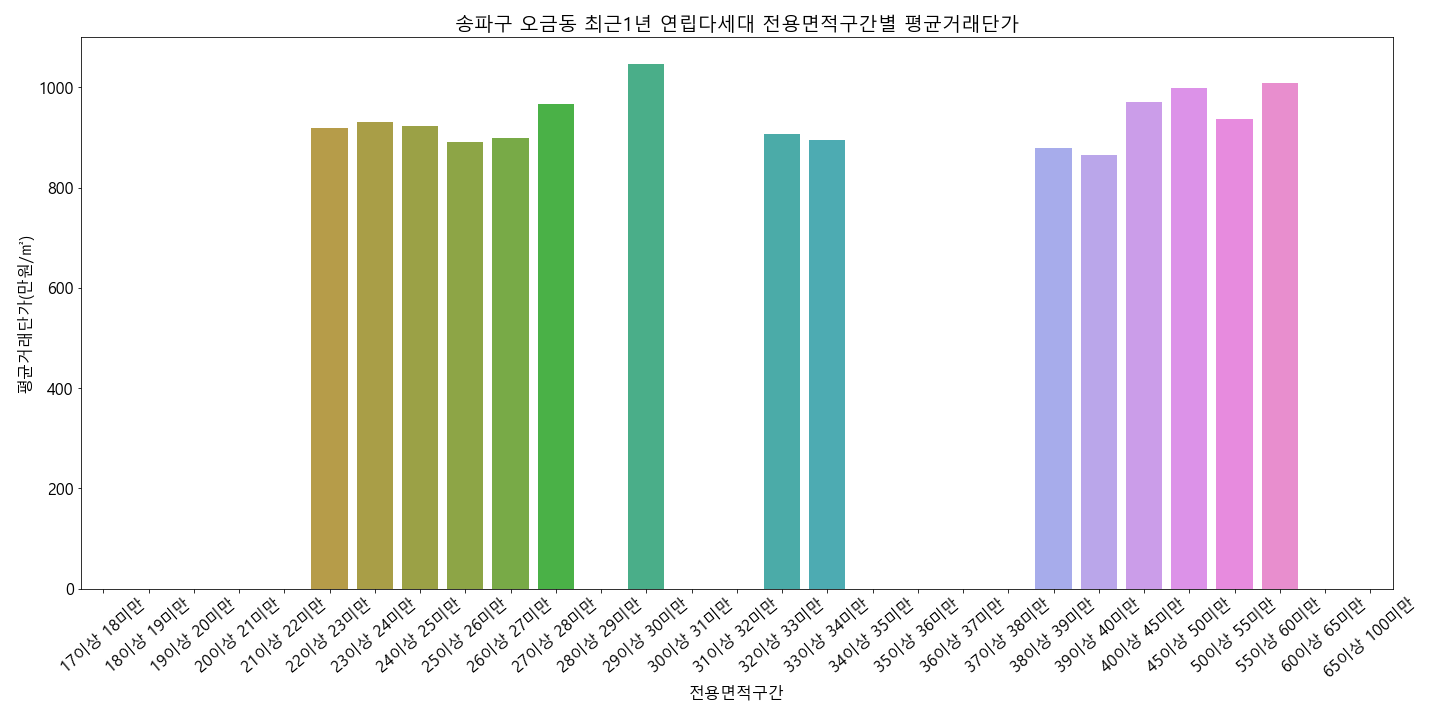 송파구 오금동 최근1년 연립다세대 전용면적구간별 평균거래단가
평균거래단가(만원/㎡)
1000
800
600
400
200
0
17이상 18미만
18이상 19미만
19이상 20미만
20이상 21미만
21이상 22미만
22이상 23미만
23이상 24미만
24이상 25미만
25이상 26미만
26이상 27미만
27이상 28미만
28이상 29미만
29이상 30미만
30이상 31미만
31이상 32미만
32이상 33미만
33이상 34미만
34이상 35미만
35이상 36미만
36이상 37미만
37이상 38미만
38이상 39미만
39이상 40미만
40이상 45미만
45이상 50미만
50이상 55미만
55이상 60미만
60이상 65미만
65이상 100미만
전용면적구간